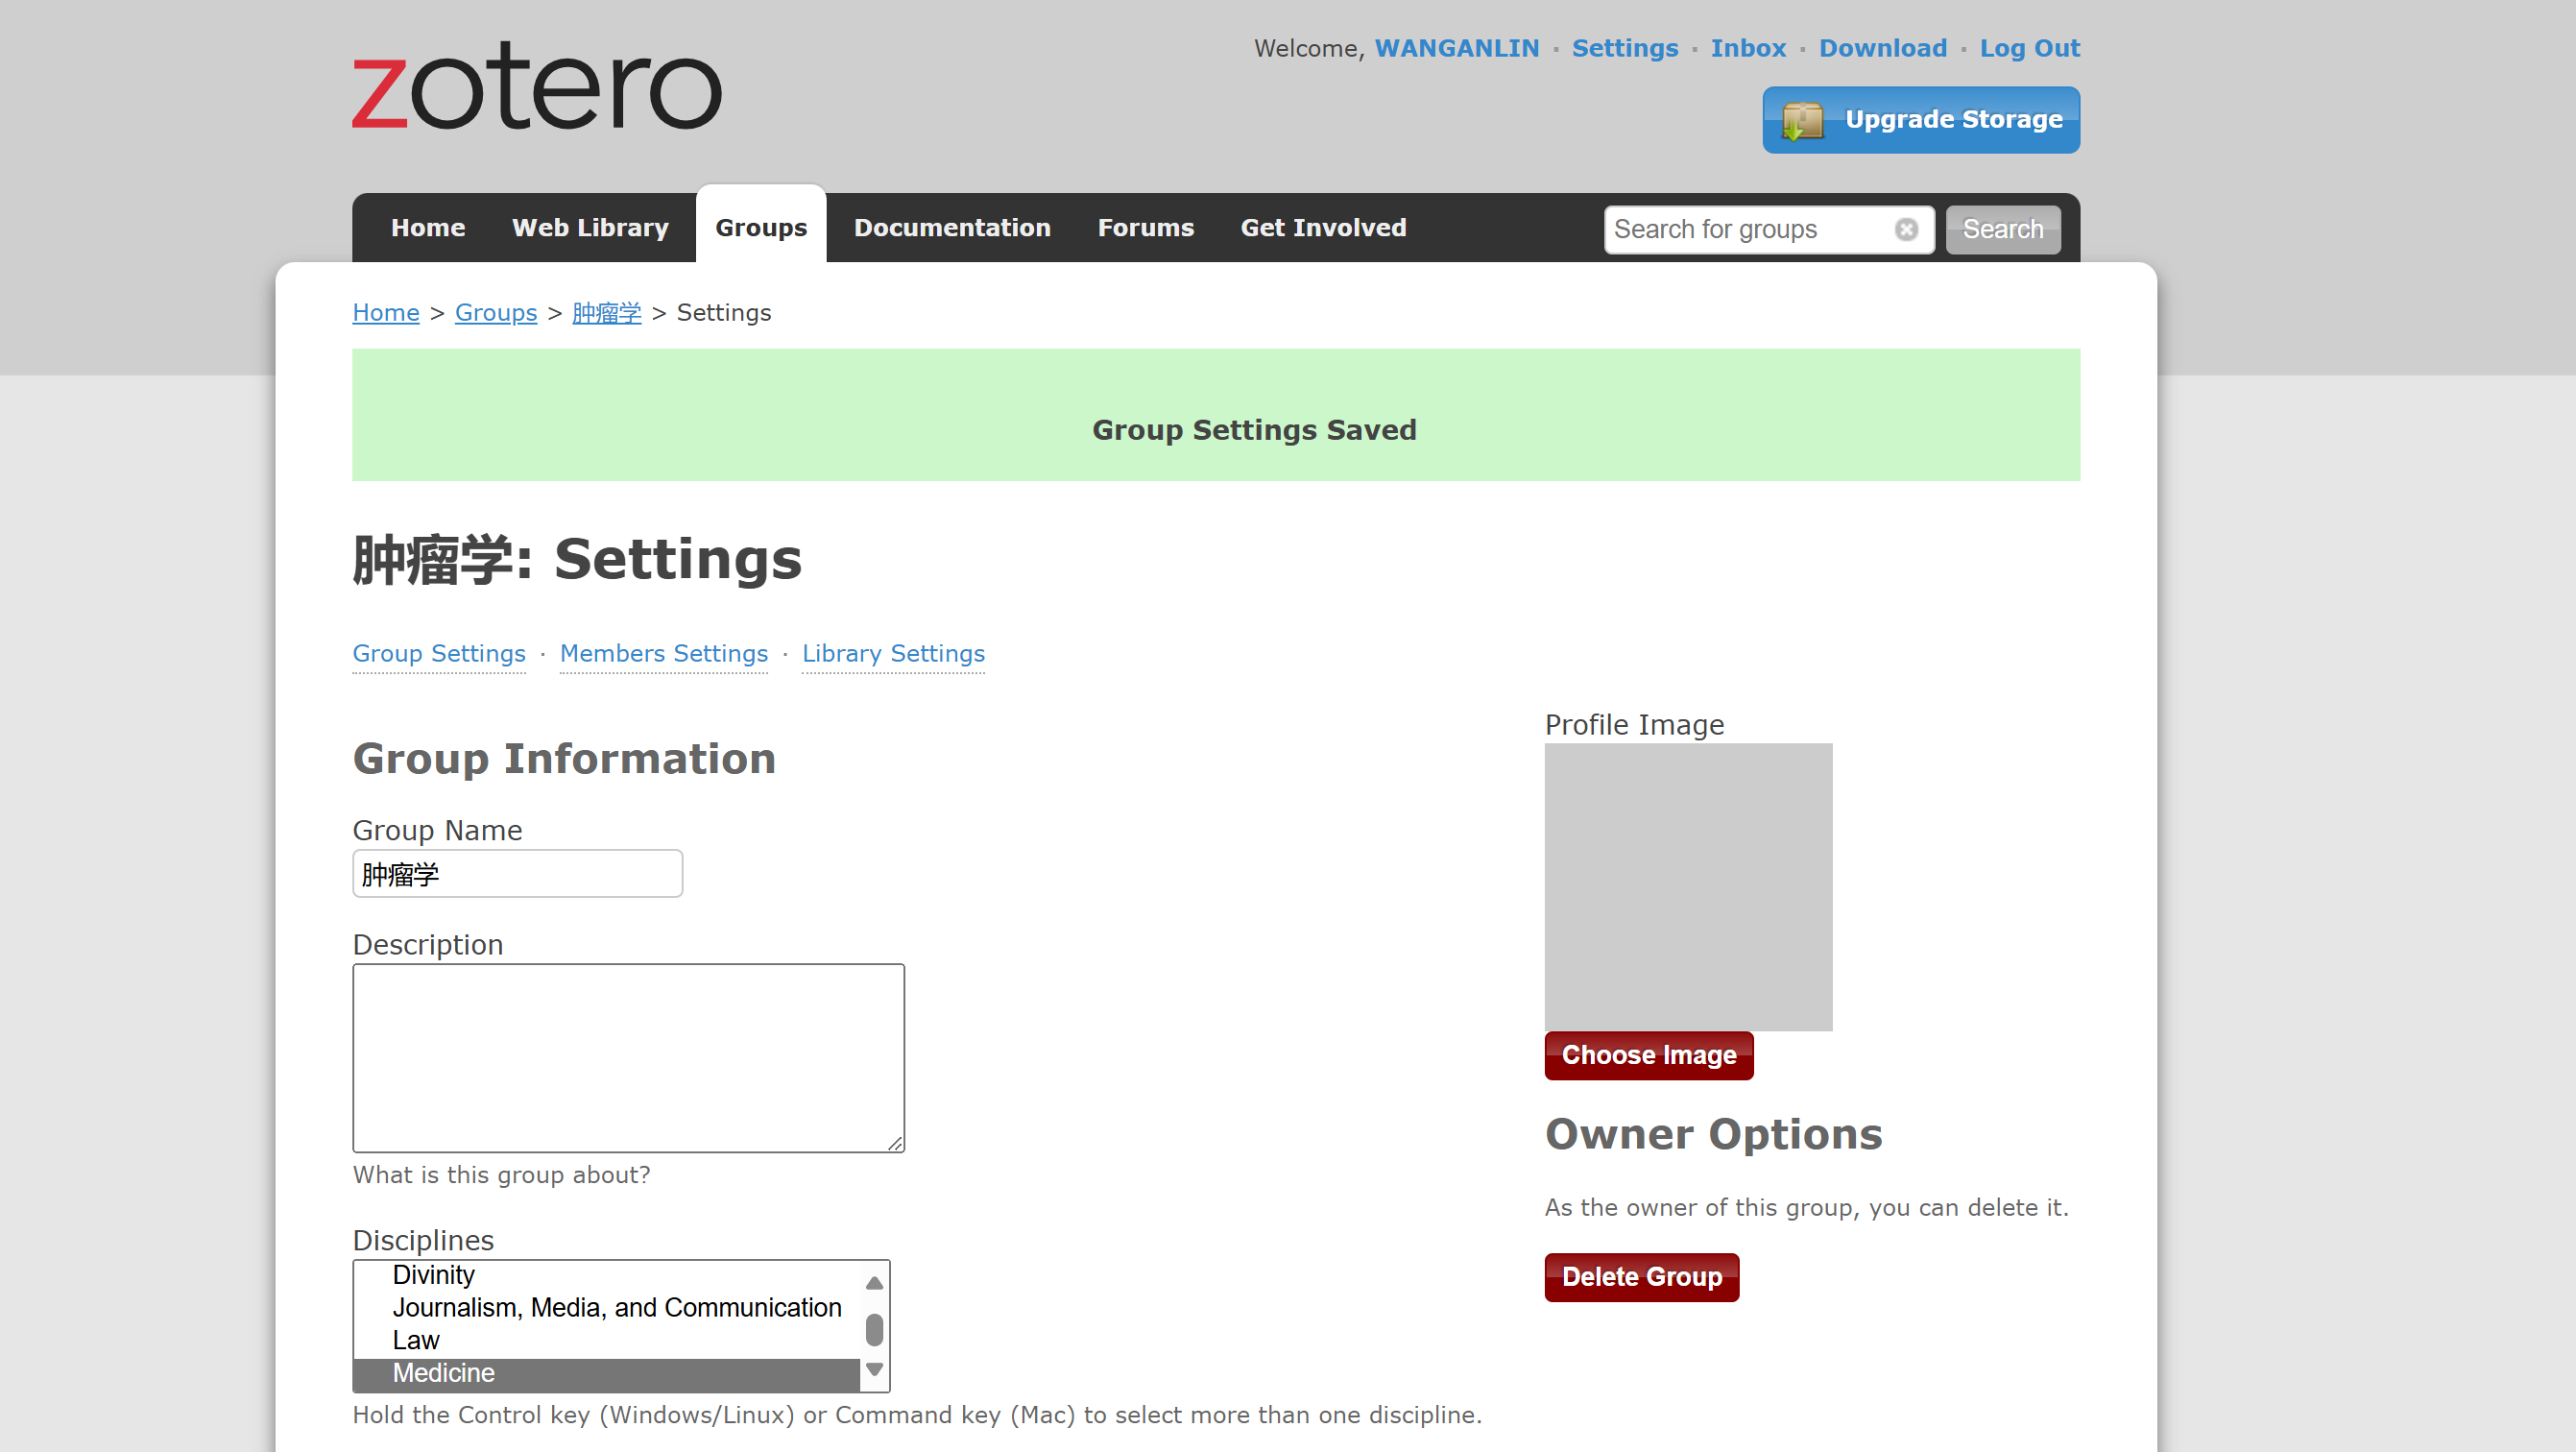 zotero
Welcome, WANGANLIN · Settings · Inbox · Download · Log Out
Upgrade Storage
Home Web Library Groups Documentation Forums Get Involved Search for groups Search
Home > Groups > 肿瘤学 > Settings
Group Settings Saved
肿瘤学: Settings
Group Settings · Members Settings · Library Settings
Group Information
Group Name
肿瘤学
Description
What is this group about?
Disciplines
Divinity
Journalism, Media, and Communication
Law
Medicine
Hold the Control key (Windows/Linux) or Command key (Mac) to select more than one discipline.
Profile Image
Choose Image
Owner Options
As the owner of this group, you can delete it.
Delete Group